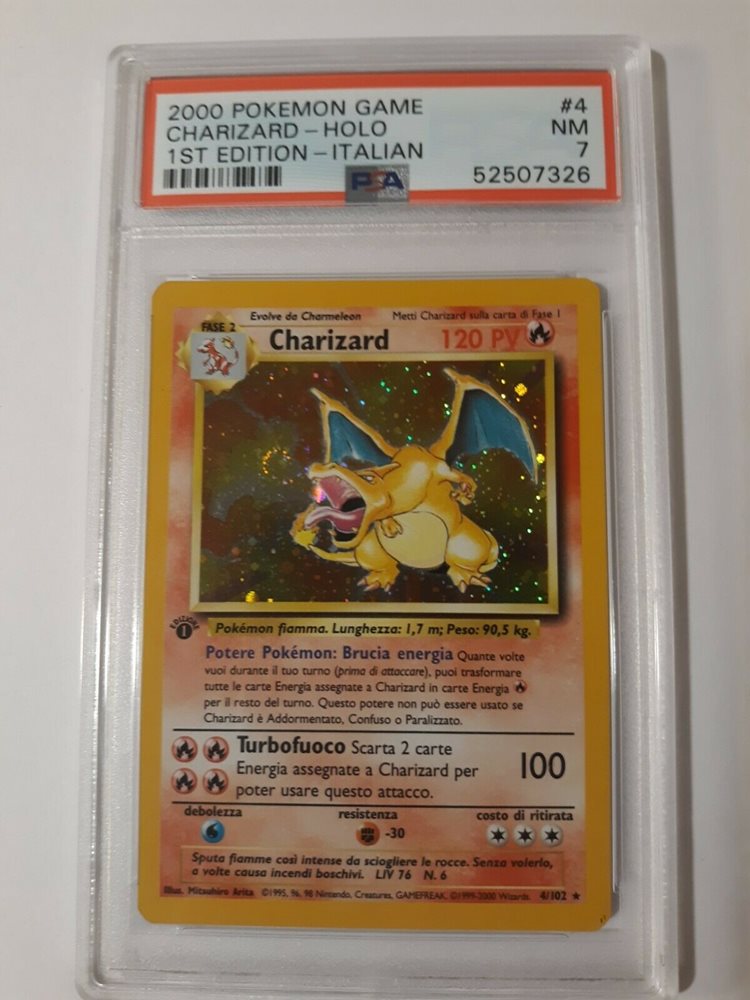 2000 POKEMON GAME #4
CHARIZARD - HOLO NM
1ST EDITION - ITALIAN 7
PSA 52507326
Evolve da Charmeleon Metti Charizard sulla carta di Fase 1
FASE 2
Charizard 120 PV
EDIZIONE 1
Pokémon fiamma. Lunghezza: 1,7 m; Peso: 90,5 kg.
Potere Pokémon: Brucia energia Quante volte
vuoi durante il tuo turno (prima di attaccare), puoi trasformare
tutte le carte Energia assegnate a Charizard in carte Energia
per il resto del turno. Questo potere non può essere usato se
Charizard è Addormentato, Confuso o Paralizzato.
Turbofuoco Scarta 2 carte
Energia assegnate a Charizard per
poter usare questo attacco.
100
debolezza resistenza costo di ritirata
-30
Sputa fiamme così intense da sciogliere le rocce. Senza volerlo,
a volte causa incendi boschivi. LIV 76 N. 6
Illus. Mitsuhiro Arita ©1995, 96, 98 Nintendo, Creatures, GAMEFREAK. ©1999-2000 Wizards. 4/102 ★